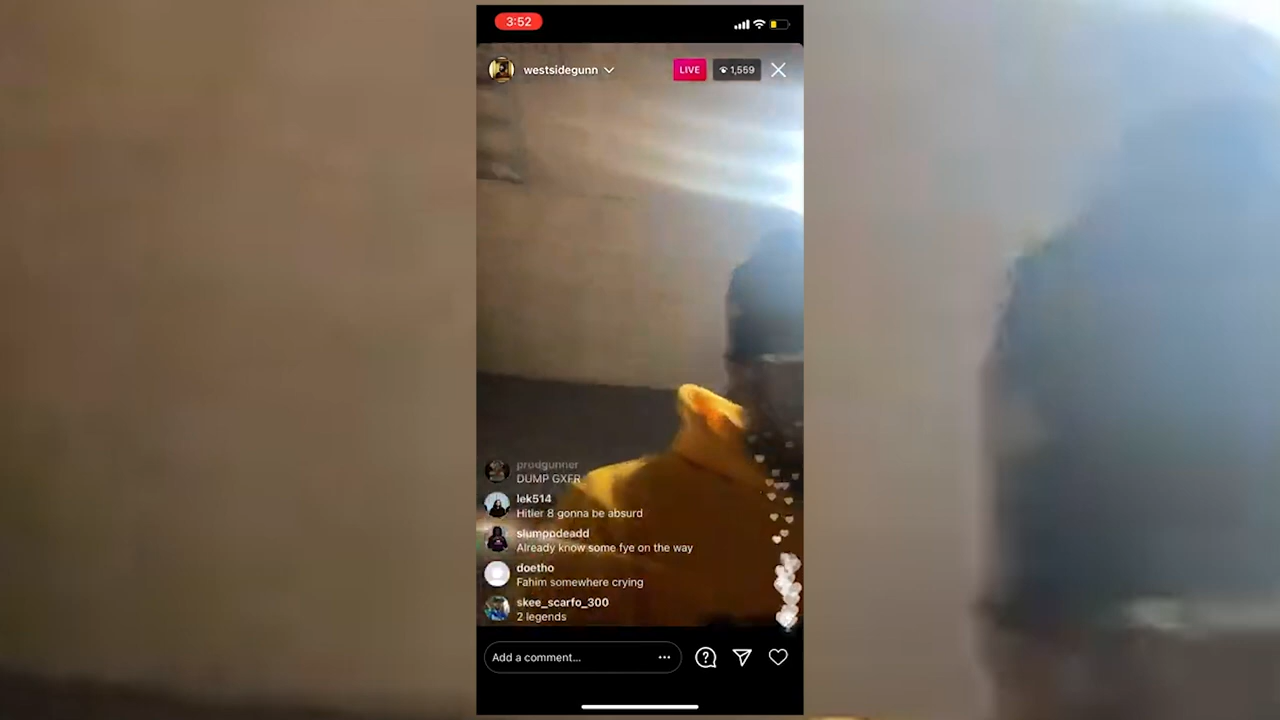 3:52
westsidegunn
LIVE
1,559
prodgunner
DUMP GXFR
lek514
Hitler 8 gonna be absurd
slumpndeadd
Already know some fye on the way
doetho
Fahim somewhere crying
skee_scarfo_300
2 legends
Add a comment...